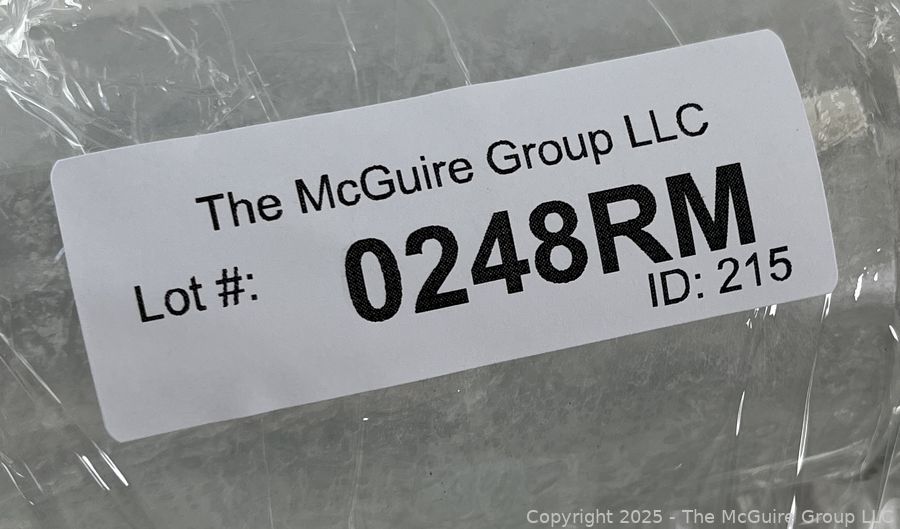 The McGuire Group LLC
Lot #: 0248RM
ID: 215
Copyright 2025 - The McGuire Group LLC